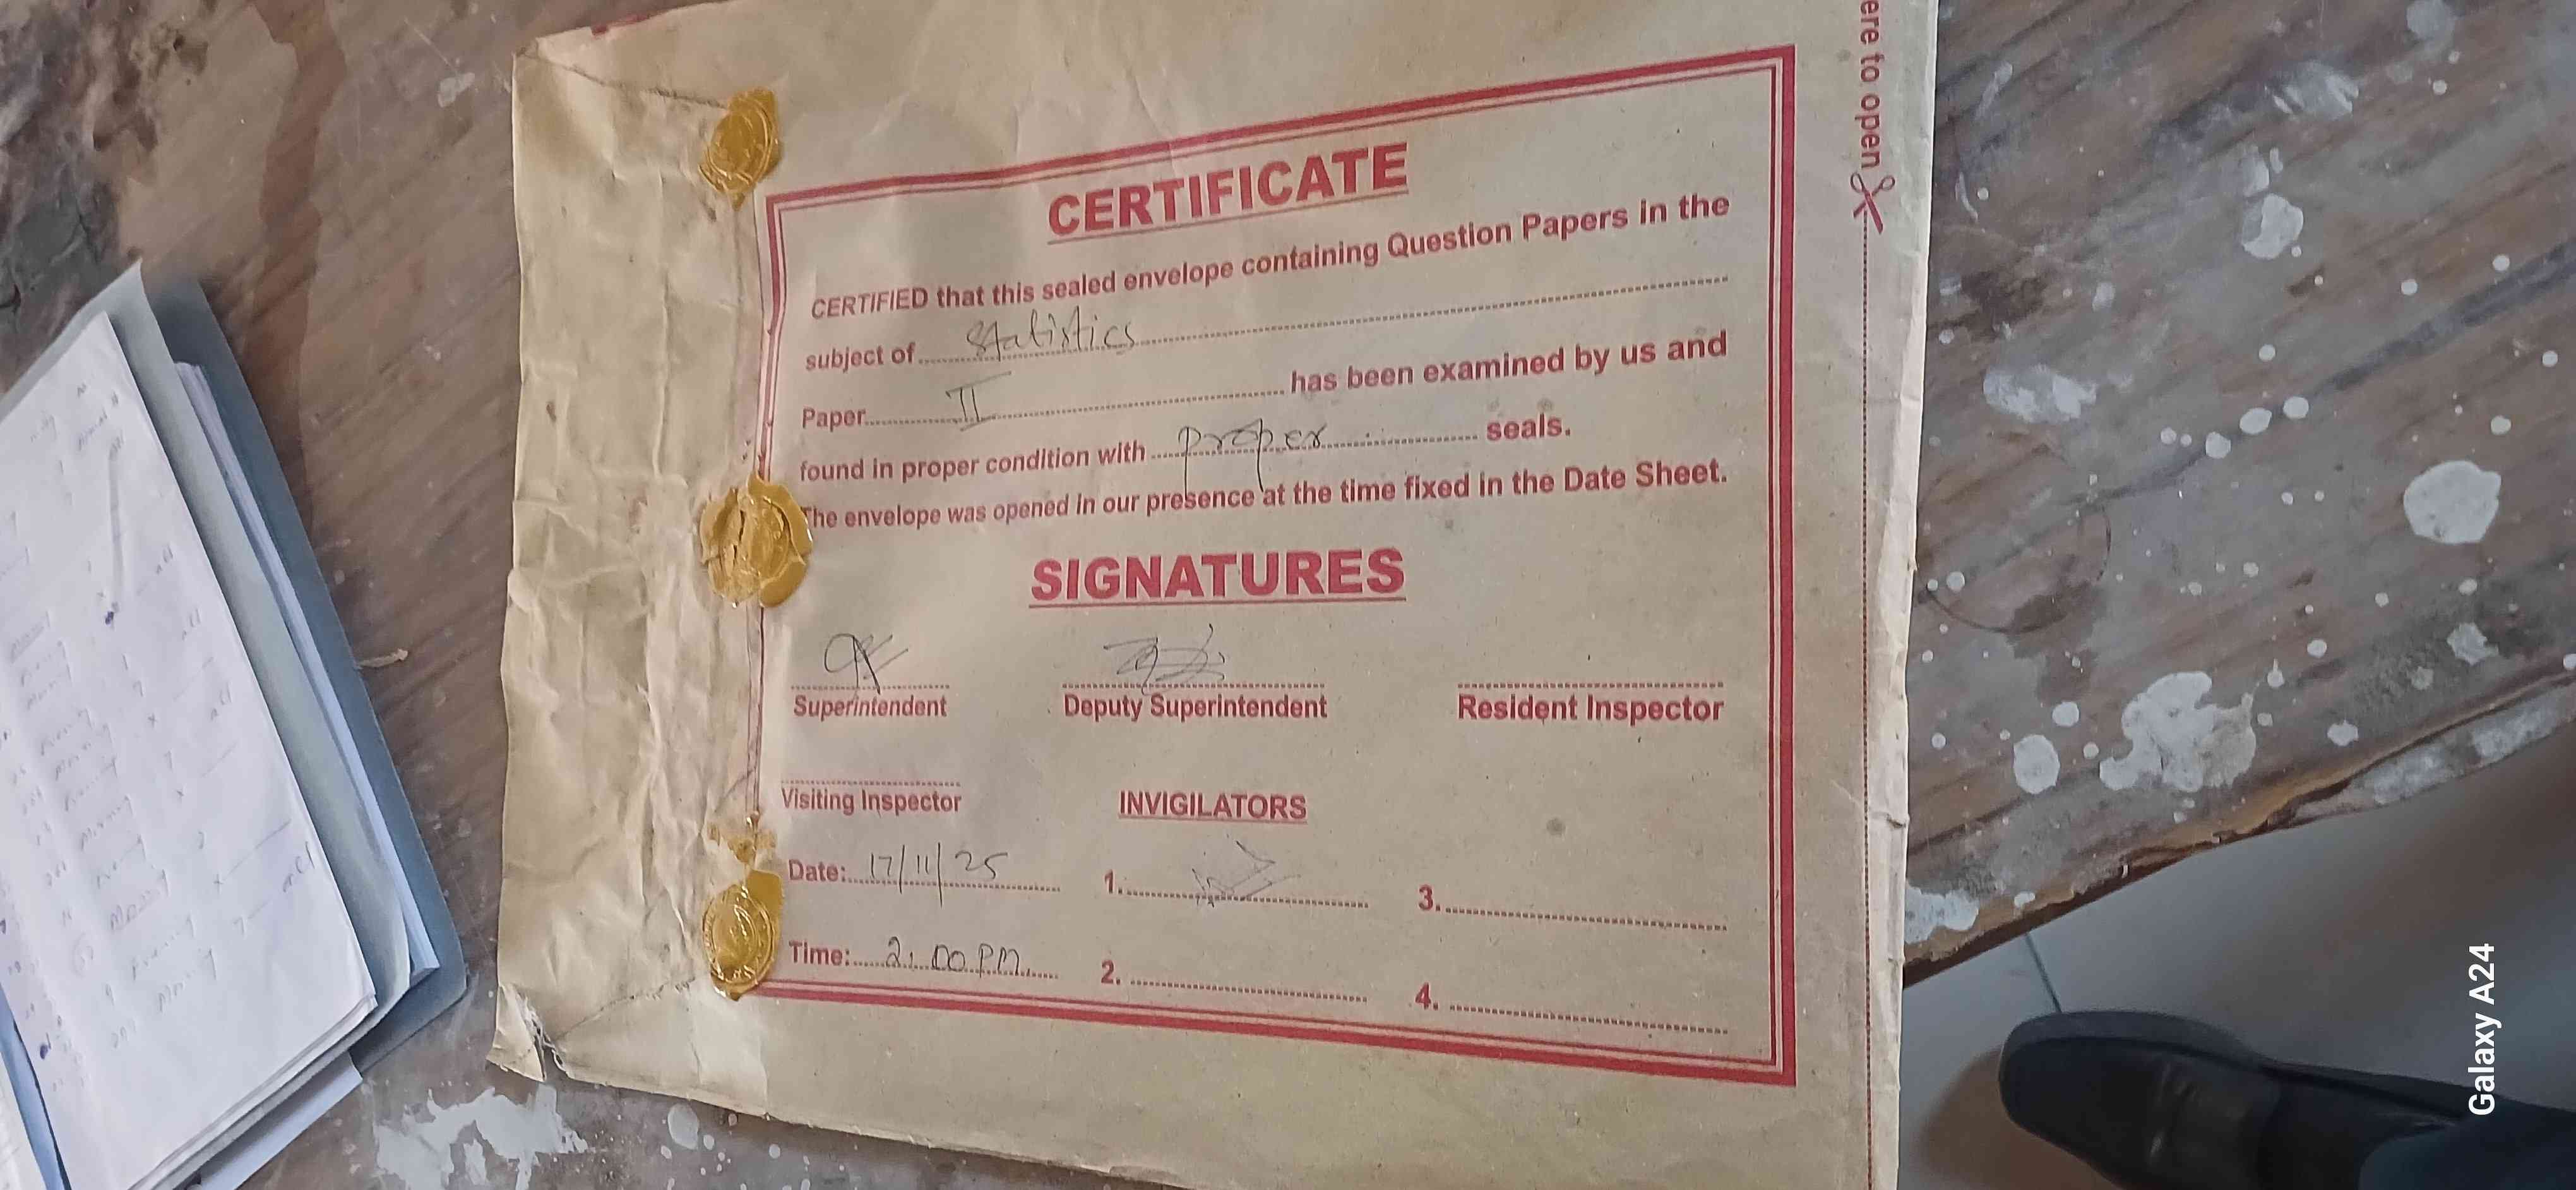 ere to open
CERTIFICATE
CERTIFIED that this sealed envelope containing Question Papers in the
subject of Statistics
Paper II has been examined by us and
found in proper condition with proper seals.
The envelope was opened in our presence at the time fixed in the Date Sheet.
SIGNATURES
Superintendent Deputy Superintendent Resident Inspector
Visiting Inspector INVIGILATORS
Date: 17/11/25 1. 3.
Time: 2:00 PM 2. 4.
Galaxy A24